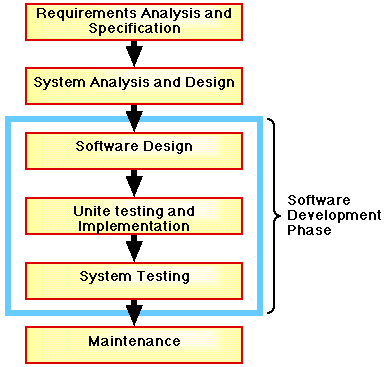 Requirements Analysis and
Specification
System Analysis and Design
Software Design
Unite testing and
Implementation
System Testing
Maintenance
Software
Development
Phase